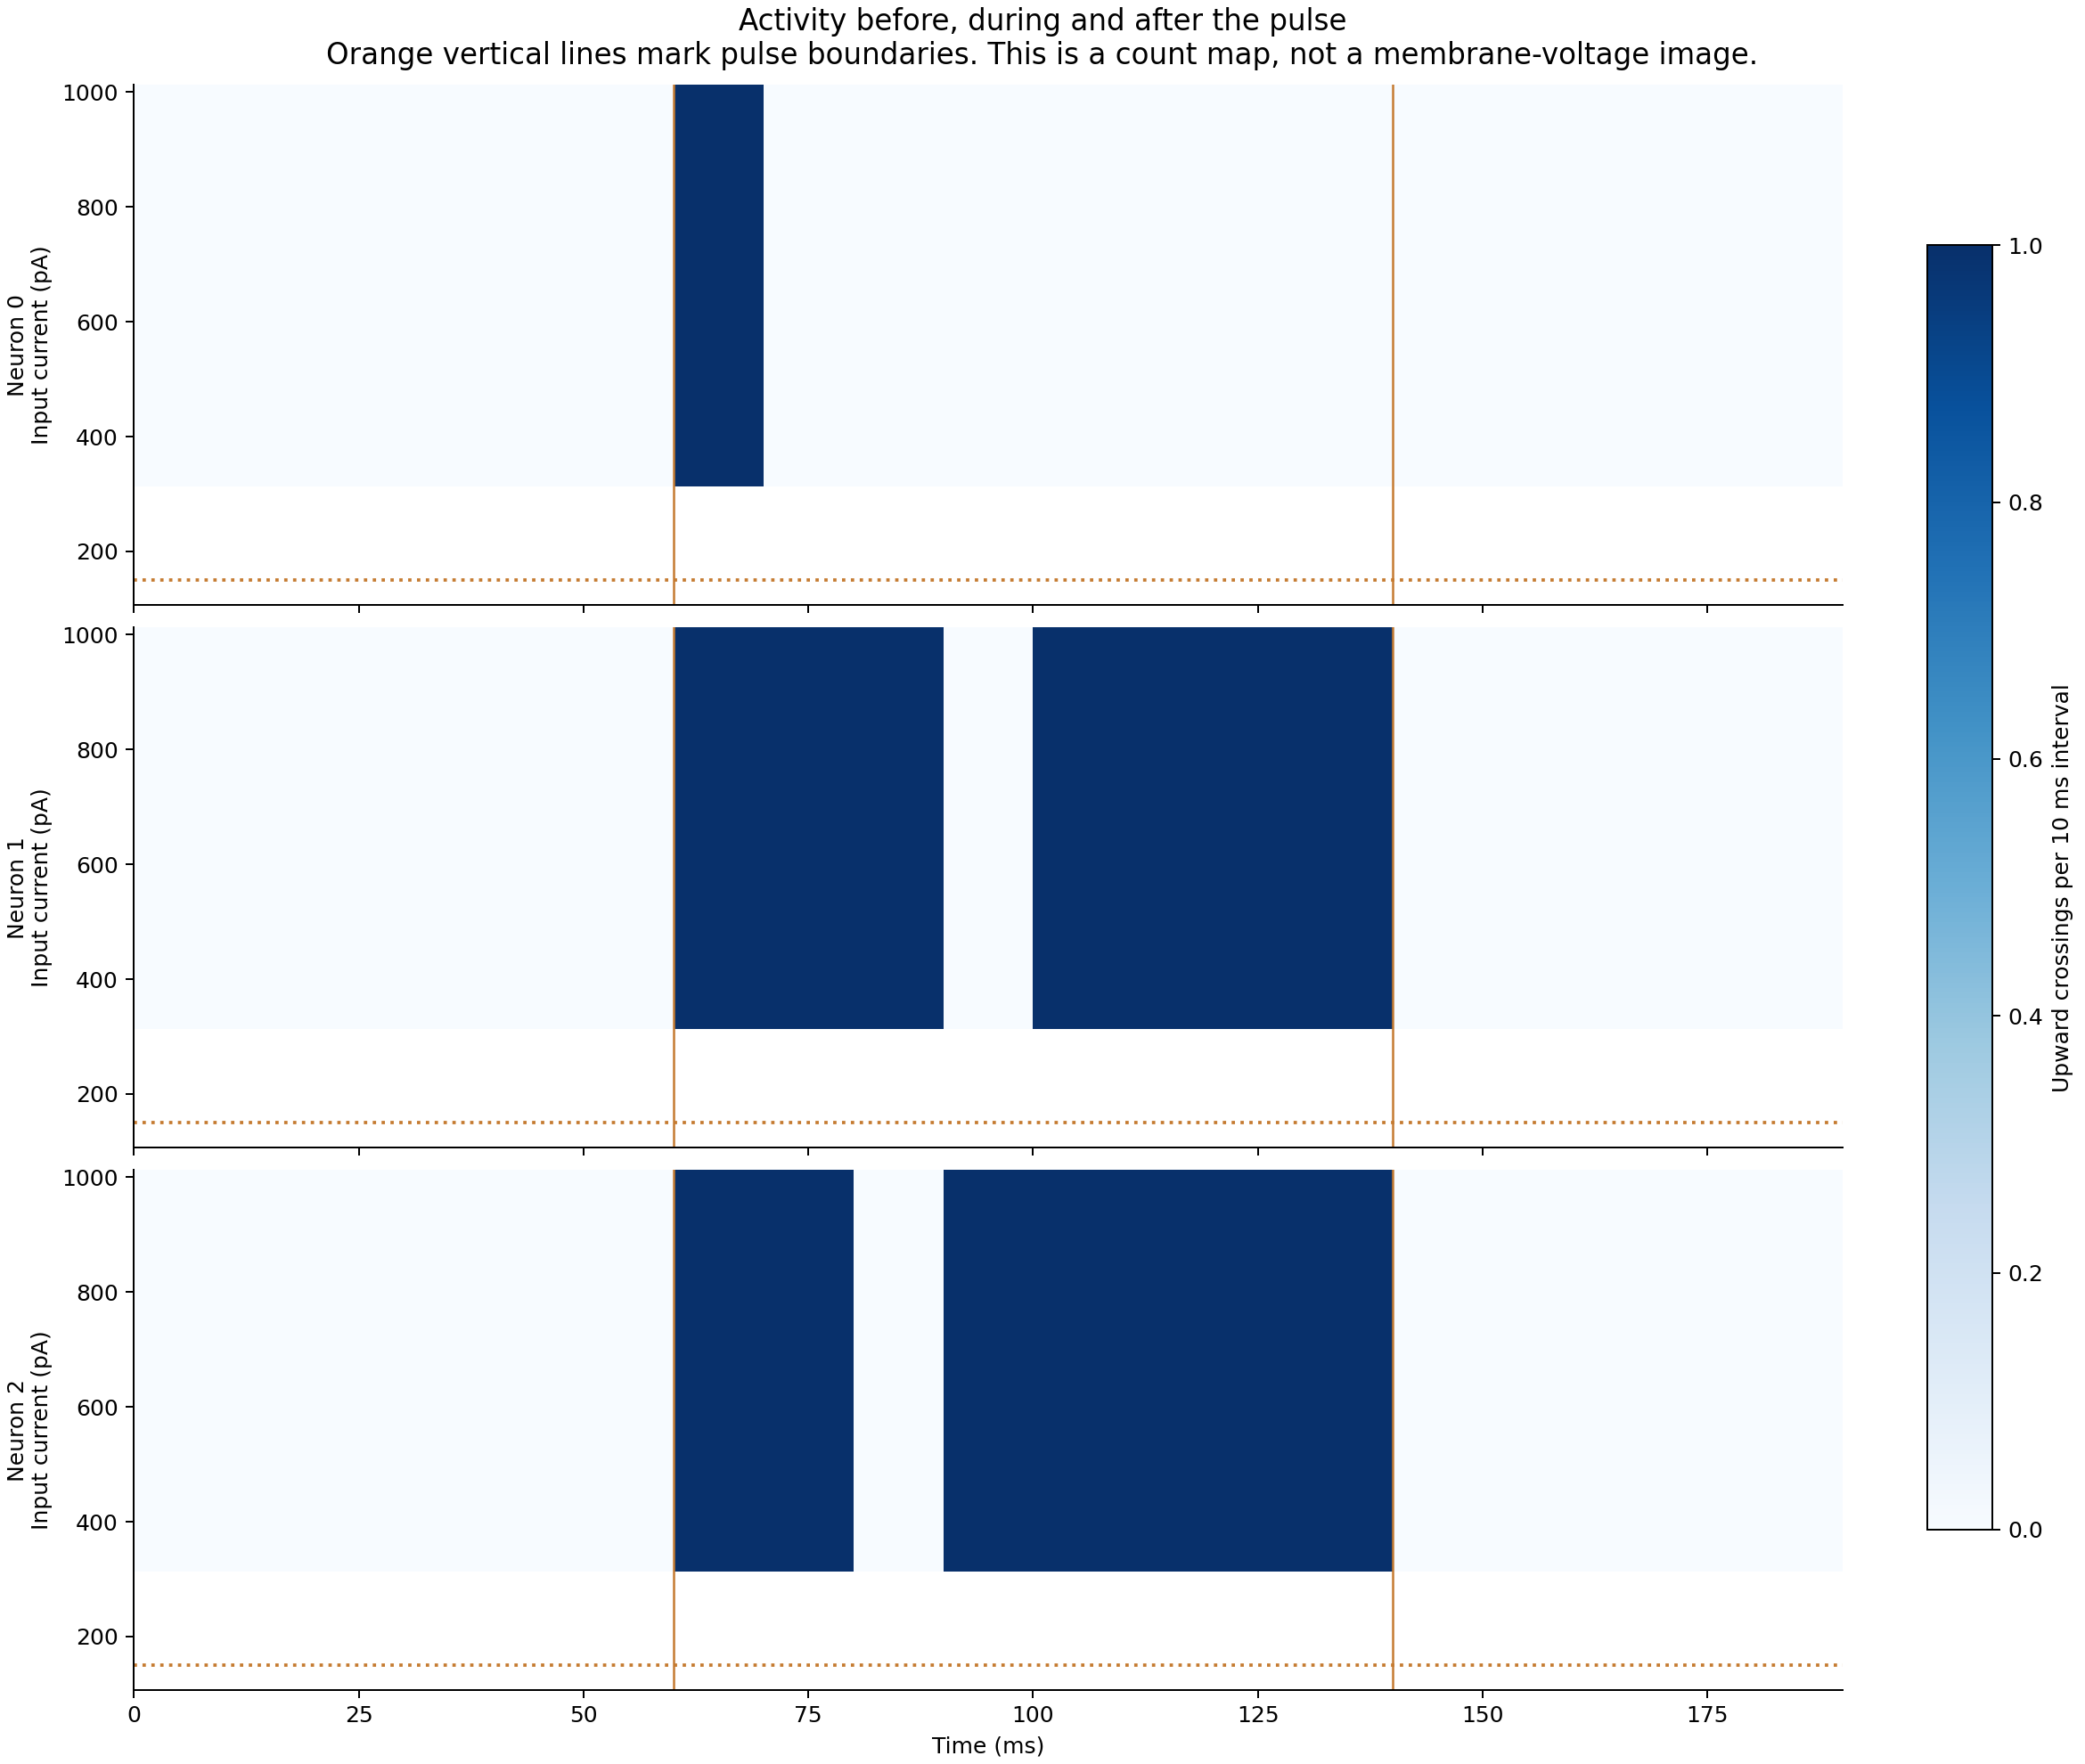 Activity before, during and after the pulse
Orange vertical lines mark pulse boundaries. This is a count map, not a membrane-voltage image.
1000
800
600
400
200
Neuron 0
Input current (pA)
1000
800
600
400
200
Neuron 1
Input current (pA)
1000
800
600
400
200
Neuron 2
Input current (pA)
0 25 50 75 100 125 150 175
Time (ms)
1.0
0.8
0.6
0.4
0.2
0.0
Upward crossings per 10 ms interval